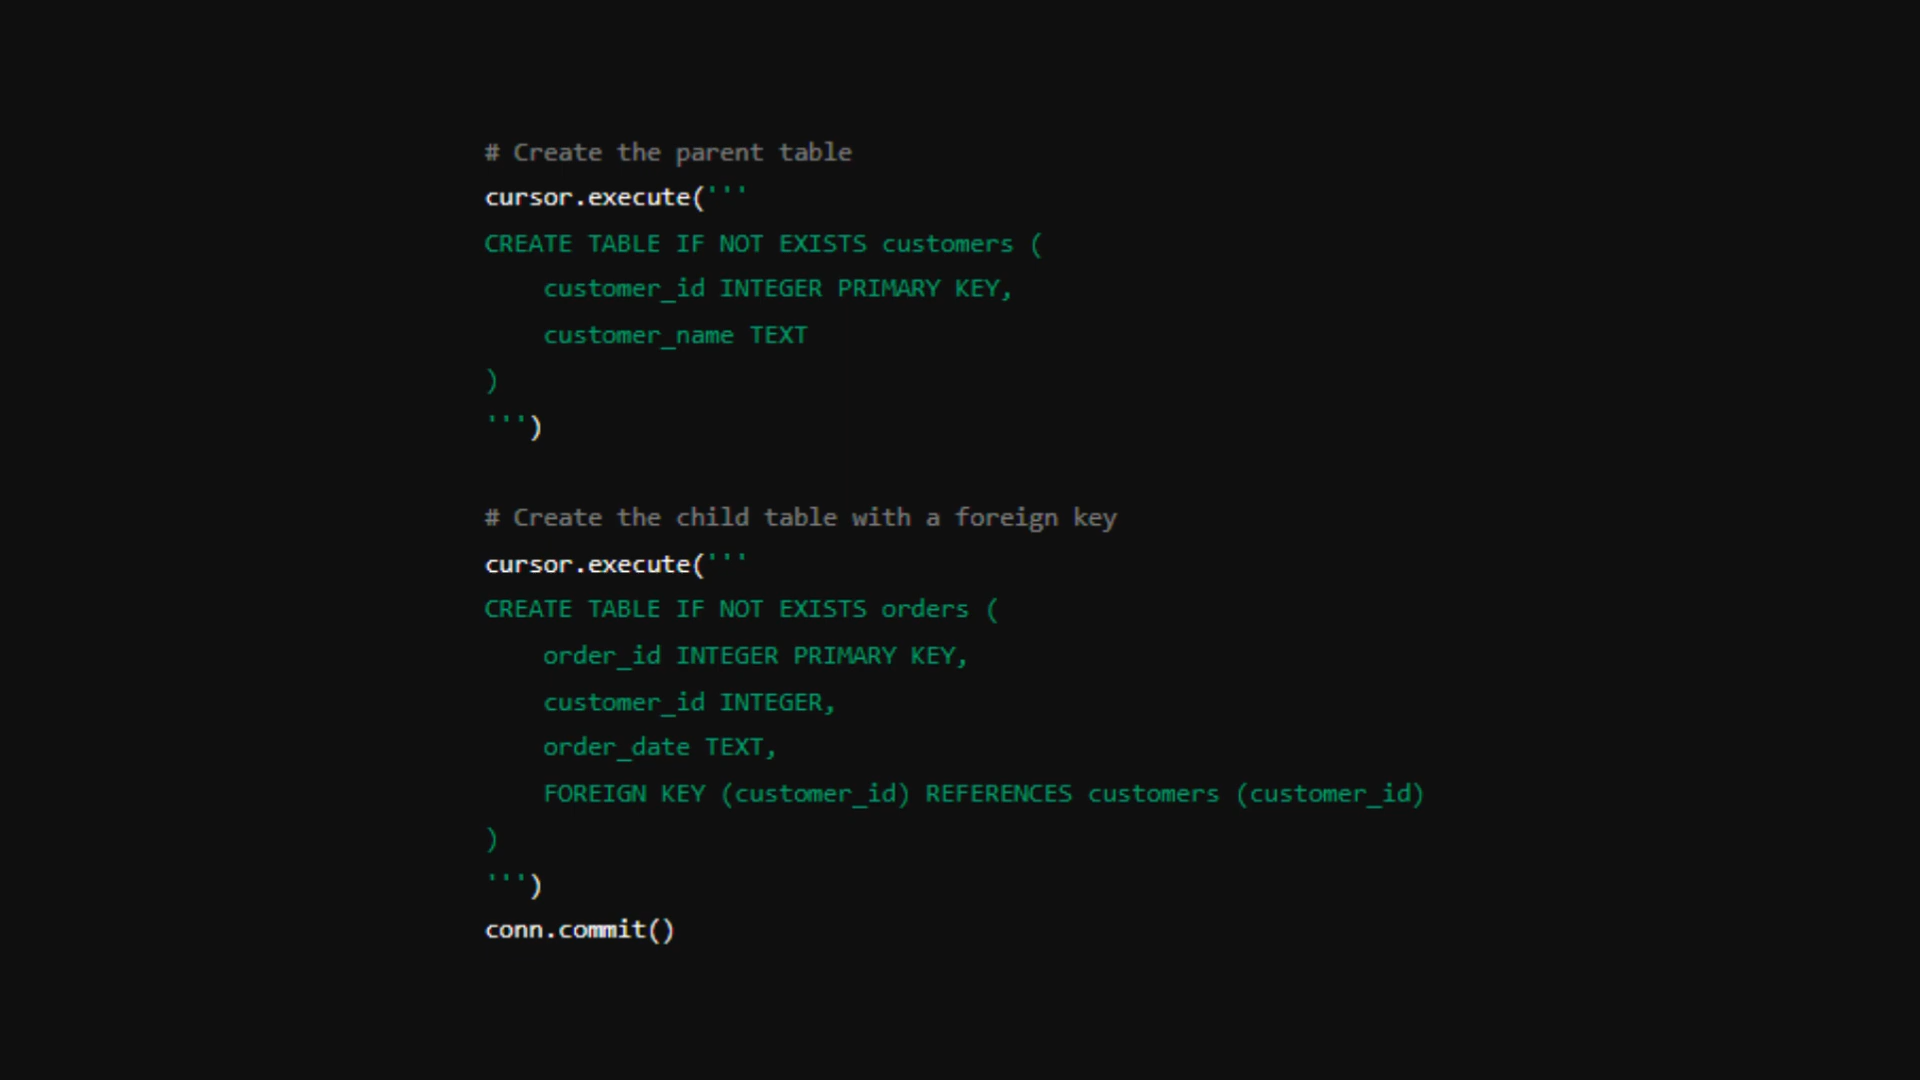 # Create the parent table
cursor.execute('''
CREATE TABLE IF NOT EXISTS customers (
    customer_id INTEGER PRIMARY KEY,
    customer_name TEXT
)
''')

# Create the child table with a foreign key
cursor.execute('''
CREATE TABLE IF NOT EXISTS orders (
    order_id INTEGER PRIMARY KEY,
    customer_id INTEGER,
    order_date TEXT,
    FOREIGN KEY (customer_id) REFERENCES customers (customer_id)
)
''')
conn.commit()